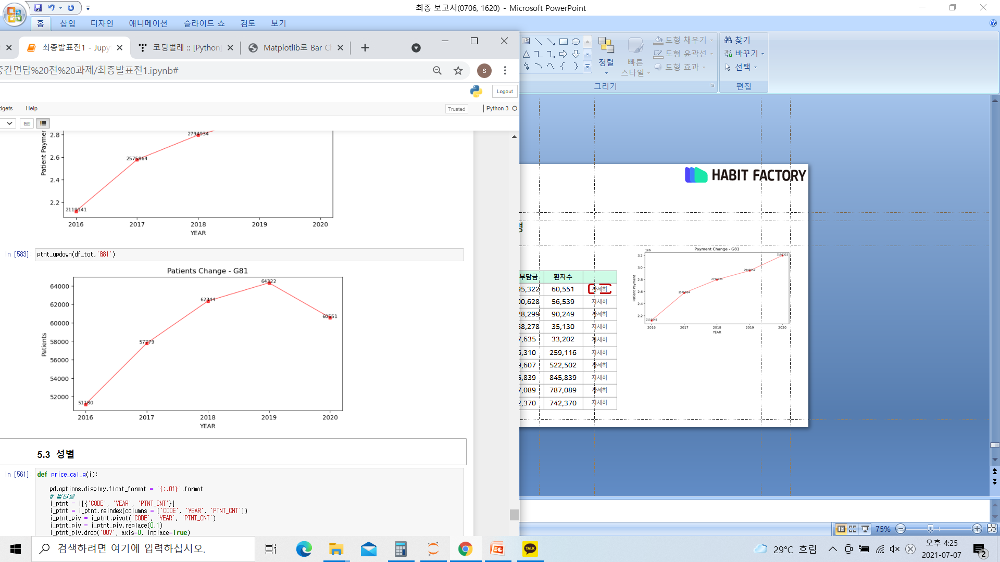 최종 보고서(0706, 1620) - Microsoft PowerPoint
홈 삽입 디자인 애니메이션 슬라이드 쇼 검토 보기
최종발표전1 - Jupy
코딩벌레 :: [Python]
Matplotlib로 Bar C
종간면담%20전%20과제/최종발표전1.ipynb#
s
Logout
dgets Help
Trusted
Python 3
정렬
빠른
스타일
도형 채우기
도형 윤곽선
도형 효과
그리기
찾기
바꾸기
선택
편집
Patient Paymen
2.8
2.6
2.4
2.2
2794934
2575864
2119141
2016 2017 2018 2019 2020
YEAR
In [583]: ptnt_updown(df_tot,'G81')
Patients Change - G81
Patients
64000
62000
60000
58000
56000
54000
52000
64322
62344
60551
57779
51180
2016 2017 2018 2019 2020
YEAR
5.3 성별
In [561]: def price_cal_g(i):
pd.options.display.float_format = '{:.0f}'.format
# 필터링
i_ptnt = i[{'CODE', 'YEAR', 'PTNT_CNT'}]
i_ptnt = i_ptnt.reindex(columns = ['CODE', 'YEAR', 'PTNT_CNT'])
i_ptnt_piv = i_ptnt.pivot('CODE', 'YEAR', 'PTNT_CNT')
i_ptnt_piv = i_ptnt_piv.replace(0,1)
i_ptnt_piv.drop('U07', axis=0, inplace=True)
HABIT FACTORY
부담금 환자수
95,322 60,551 자세히
00,628 56,539 자세히
28,299 90,249 자세히
58,278 35,130 자세히
7,635 33,202 자세히
5,310 259,116 자세히
9,607 522,502 자세히
5,839 845,839 자세히
7,089 787,089 자세히
2,370 742,370 자세히
Payment Change - G81
1e6
Patient Payment
3.2
3.0
2.8
2.6
2.4
2.2
3195322
2943552
2794934
2575864
2119141
2016 2017 2018 2019 2020
YEAR
75%
검색하려면 여기에 입력하십시오.
TALK
29°C 흐림
오후 4:25
2021-07-07
2